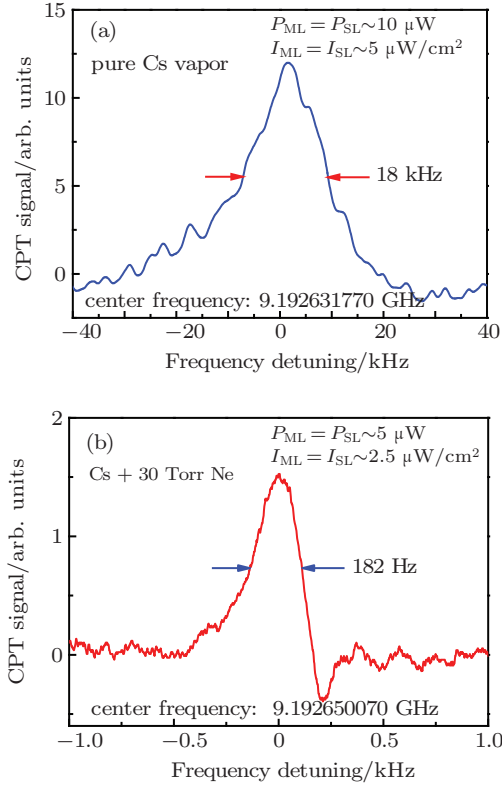 (a)
P_ML = P_SL~10 µW
I_ML = I_SL~5 µW/cm²
pure Cs vapor
18 kHz
center frequency: 9.192631770 GHz
CPT signal/arb. units
15
10
5
0
−40
−20
0
20
40
Frequency detuning/kHz
(b)
P_ML = P_SL~5 µW
I_ML = I_SL~2.5 µW/cm²
Cs + 30 Torr Ne
182 Hz
center frequency: 9.192650070 GHz
CPT signal/arb. units
2
1
0
−1.0
−0.5
0
0.5
1.0
Frequency detuning/kHz